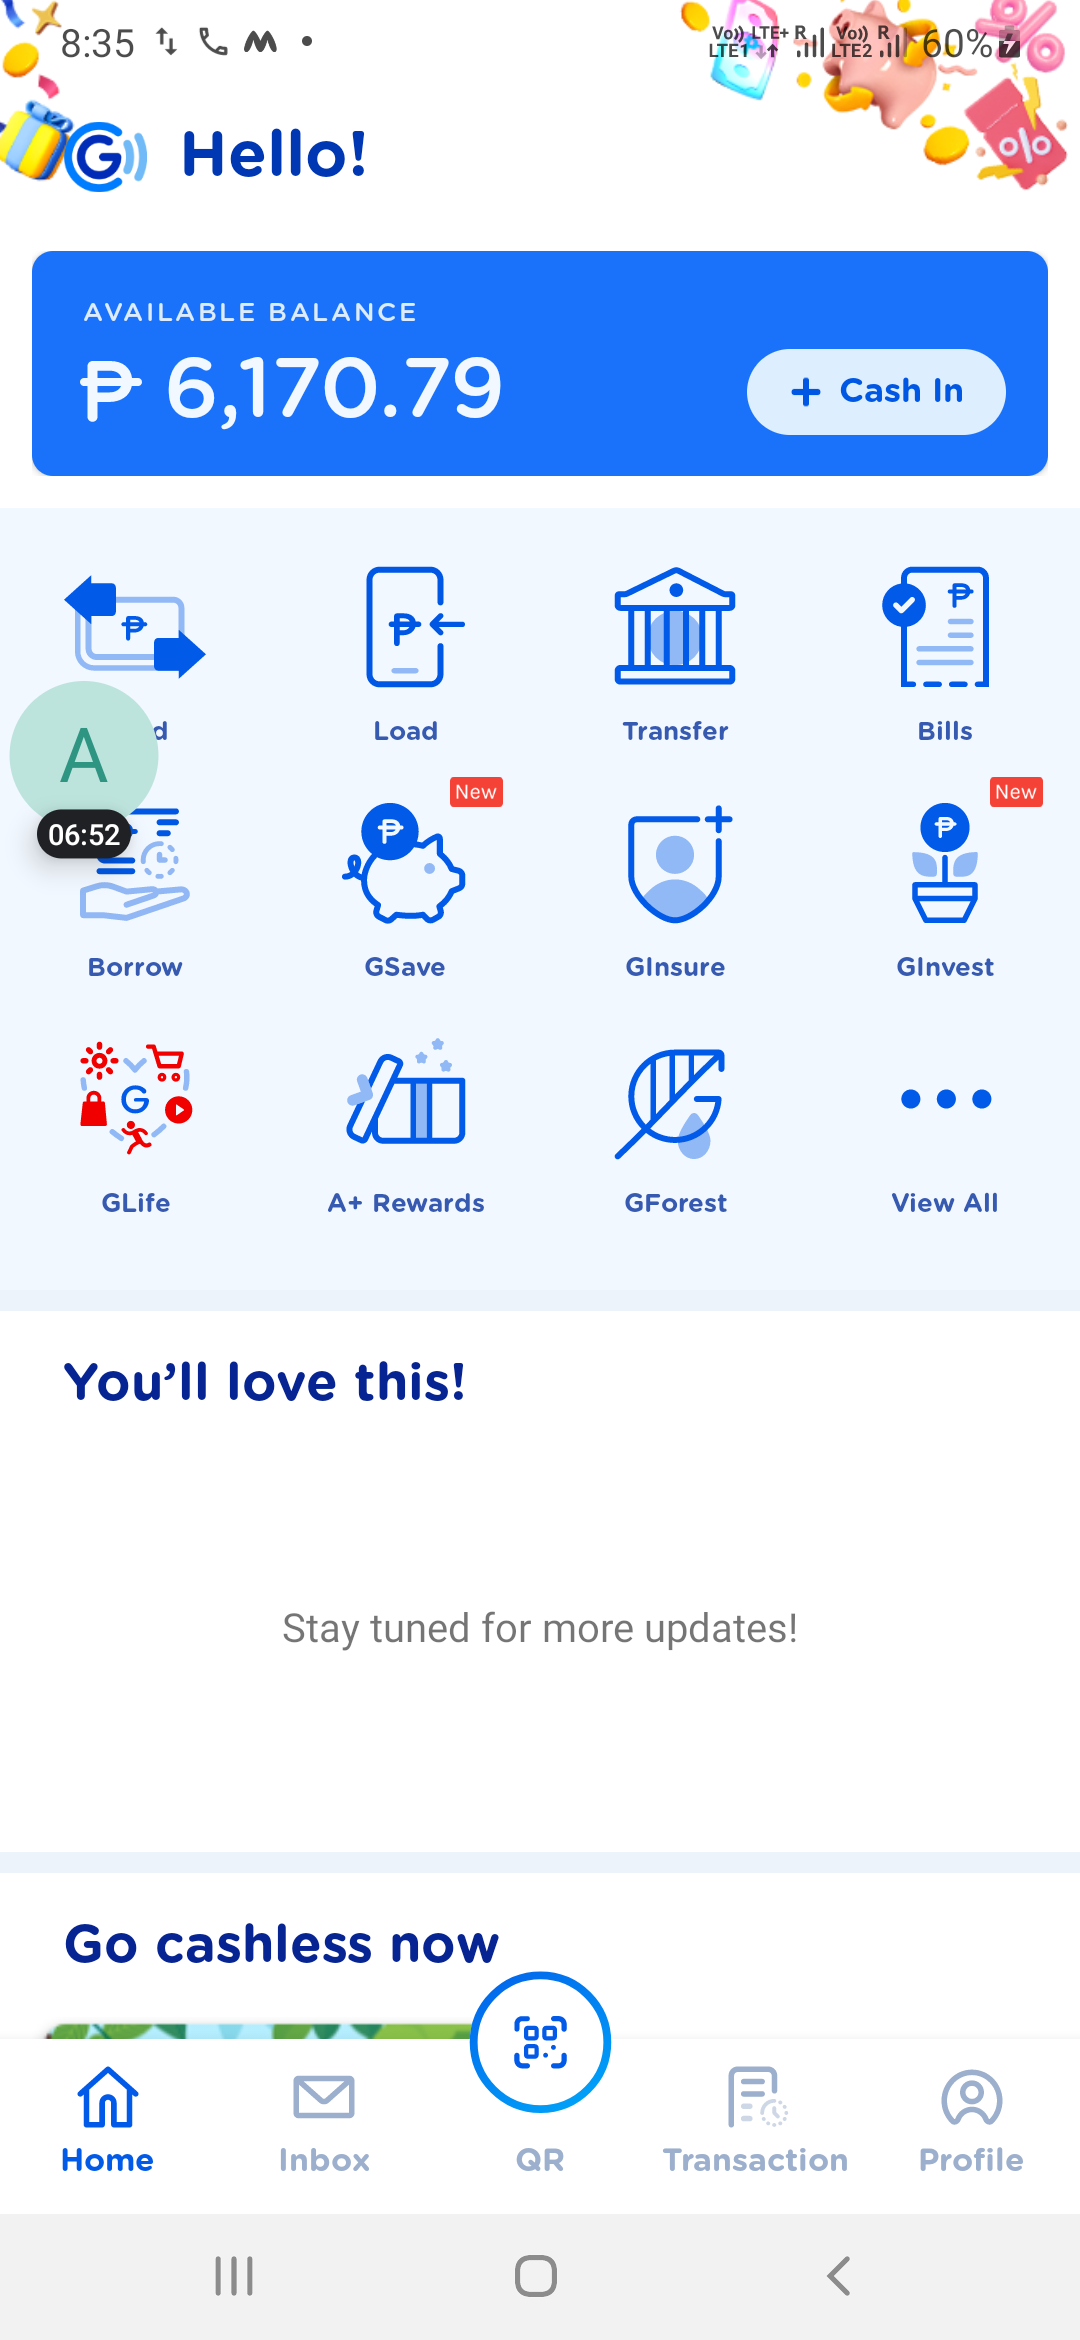 8:35
Vo)) LTE+ R Vo)) R 60%
LTE1 LTE2
G Hello!
%
AVAILABLE BALANCE
₱ 6,170.79
+ Cash In
₱ ₱ ₱
d Load Transfer Bills
A
06:52
New New
₱ ₱
Borrow GSave GInsure GInvest
G
GLife A+ Rewards GForest View All
You'll love this!
Stay tuned for more updates!
Go cashless now
Home Inbox QR Transaction Profile